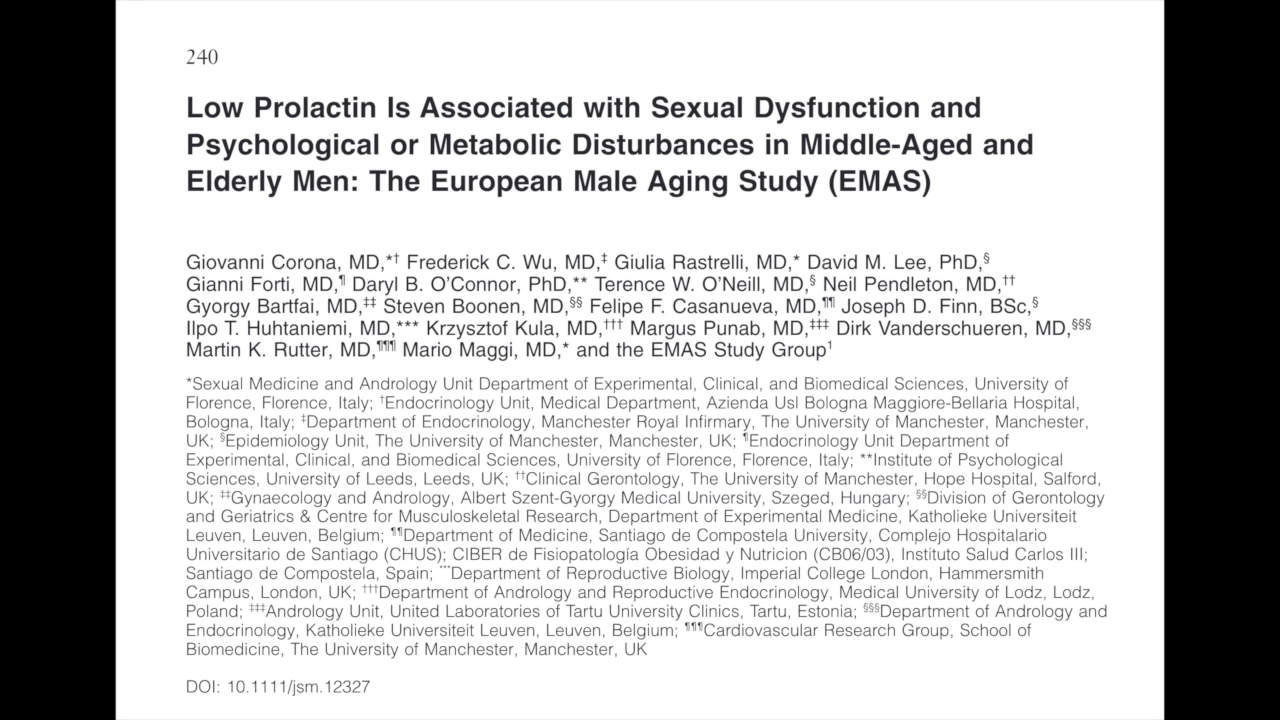 240
Low Prolactin Is Associated with Sexual Dysfunction and
Psychological or Metabolic Disturbances in Middle-Aged and
Elderly Men: The European Male Aging Study (EMAS)
Giovanni Corona, MD,*† Frederick C. Wu, MD,‡ Giulia Rastrelli, MD,* David M. Lee, PhD,§
Gianni Forti, MD,¶ Daryl B. O'Connor, PhD,** Terence W. O'Neill, MD,§ Neil Pendleton, MD,††
Gyorgy Bartfai, MD,‡‡ Steven Boonen, MD,§§ Felipe F. Casanueva, MD,¶¶ Joseph D. Finn, BSc,§
Ilpo T. Huhtaniemi, MD,*** Krzysztof Kula, MD,††† Margus Punab, MD,‡‡‡ Dirk Vanderschueren, MD,§§§
Martin K. Rutter, MD,¶¶¶ Mario Maggi, MD,* and the EMAS Study Group1
*Sexual Medicine and Andrology Unit Department of Experimental, Clinical, and Biomedical Sciences, University of
Florence, Florence, Italy; †Endocrinology Unit, Medical Department, Azienda Usl Bologna Maggiore-Bellaria Hospital,
Bologna, Italy; ‡Department of Endocrinology, Manchester Royal Infirmary, The University of Manchester, Manchester,
UK; §Epidemiology Unit, The University of Manchester, Manchester, UK; ¶Endocrinology Unit Department of
Experimental, Clinical, and Biomedical Sciences, University of Florence, Florence, Italy; **Institute of Psychological
Sciences, University of Leeds, Leeds, UK; ††Clinical Gerontology, The University of Manchester, Hope Hospital, Salford,
UK; ‡‡Gynaecology and Andrology, Albert Szent-Gyorgy Medical University, Szeged, Hungary; §§Division of Gerontology
and Geriatrics & Centre for Musculoskeletal Research, Department of Experimental Medicine, Katholieke Universiteit
Leuven, Leuven, Belgium; ¶¶Department of Medicine, Santiago de Compostela University, Complejo Hospitalario
Universitario de Santiago (CHUS); CIBER de Fisiopatología Obesidad y Nutricion (CB06/03), Instituto Salud Carlos III;
Santiago de Compostela, Spain; ***Department of Reproductive Biology, Imperial College London, Hammersmith
Campus, London, UK; †††Department of Andrology and Reproductive Endocrinology, Medical University of Lodz, Lodz,
Poland; ‡‡‡Andrology Unit, United Laboratories of Tartu University Clinics, Tartu, Estonia; §§§Department of Andrology and
Endocrinology, Katholieke Universiteit Leuven, Leuven, Belgium; ¶¶¶Cardiovascular Research Group, School of
Biomedicine, The University of Manchester, Manchester, UK
DOI: 10.1111/jsm.12327